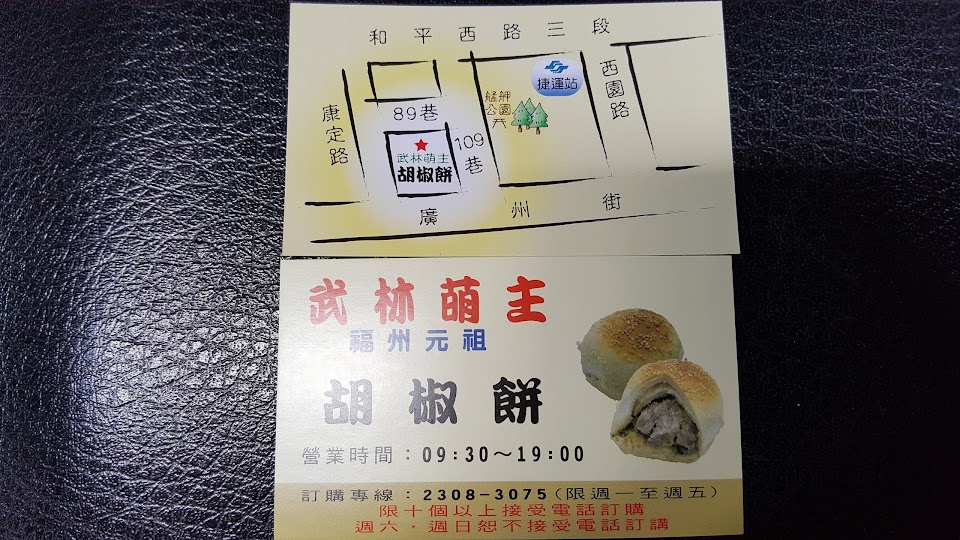 和平西路三段
捷運站
西園路
艋舺
公園
康定路
89巷
109巷
武林萌主
胡椒餅
廣州街
武林萌主
福州元祖
胡椒餅
營業時間：09:30～19:00
訂購專線：2308-3075(限週一至週五)
限十個以上接受電話訂購
週六．週日恕不接受電話訂講